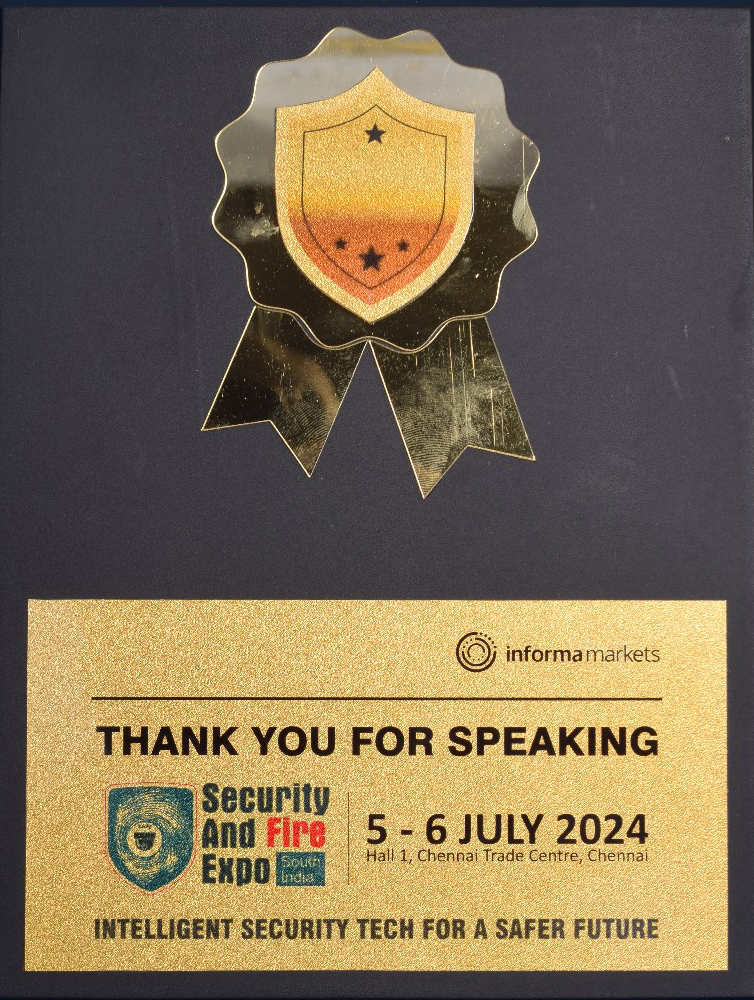 informa markets
THANK YOU FOR SPEAKING
Security
And Fire
Expo South
India
5 - 6 JULY 2024
Hall 1, Chennai Trade Centre, Chennai
INTELLIGENT SECURITY TECH FOR A SAFER FUTURE